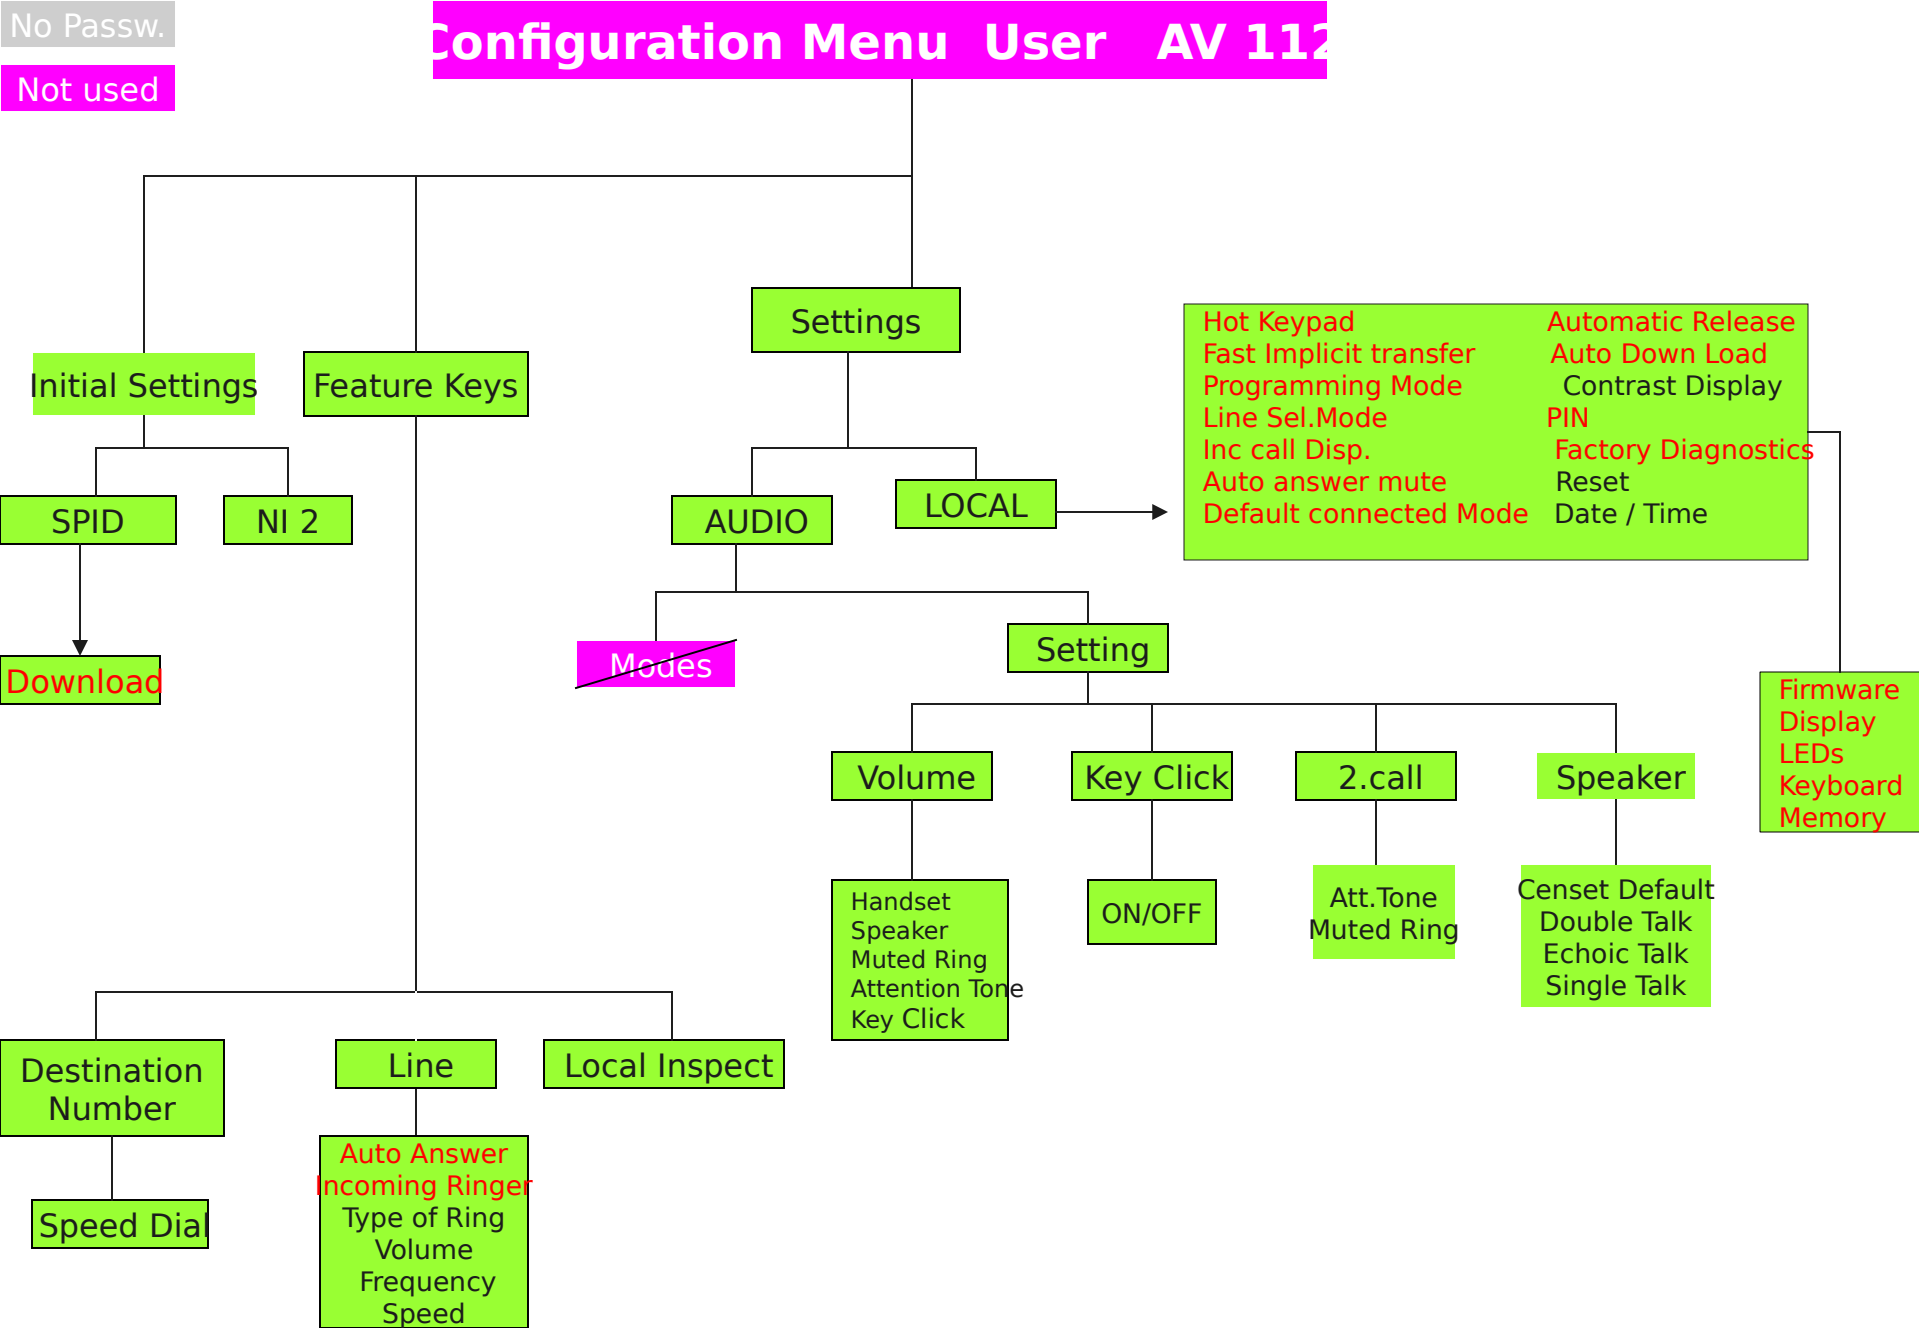 No Passw.
Configuration Menu  User   AV 112
Not used
Settings
Initial Settings
Feature Keys
Hot Keypad
Fast Implicit transfer
Programming Mode
Line Sel.Mode
Inc call Disp.
Auto answer mute
Default connected Mode
Automatic Release
Auto Down Load
Contrast Display
PIN
Factory Diagnostics
Reset
Date / Time
SPID
NI 2
AUDIO
LOCAL
Download
Modes
Setting
Firmware
Display
LEDs
Keyboard
Memory
Volume
Key Click
2.call
Speaker
Handset
Speaker
Muted Ring
Attention Tone
Key Click
ON/OFF
Att.Tone
Muted Ring
Censet Default
Double Talk
Echoic Talk
Single Talk
Destination
Number
Line
Local Inspect
Speed Dial
Auto Answer
Incoming Ringer
Type of Ring
Volume
Frequency
Speed